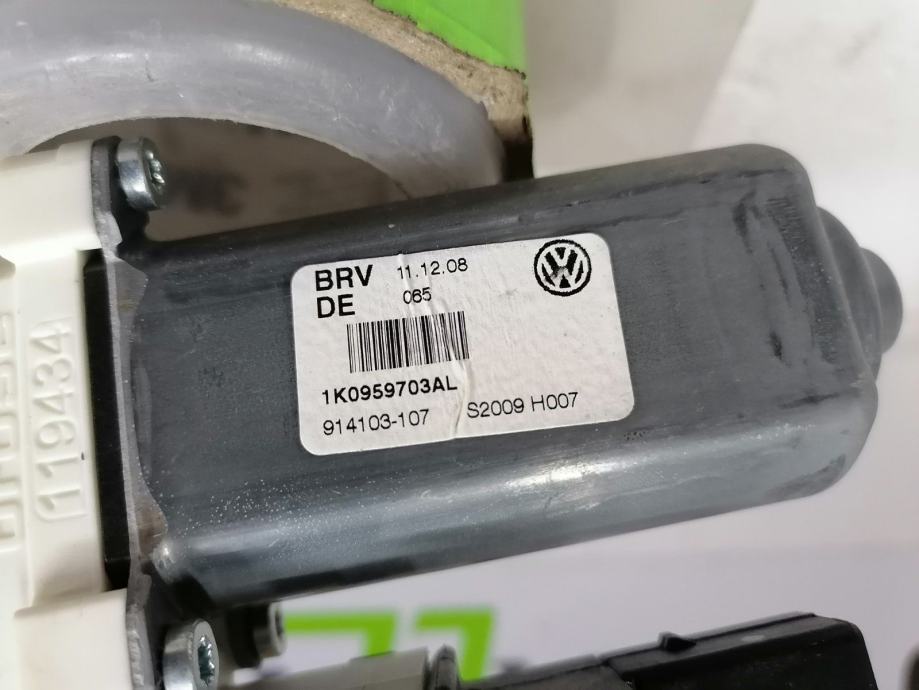 BRV 11.12.08
DE 065
1K0959703AL
914103-107 S2009 H007
119434